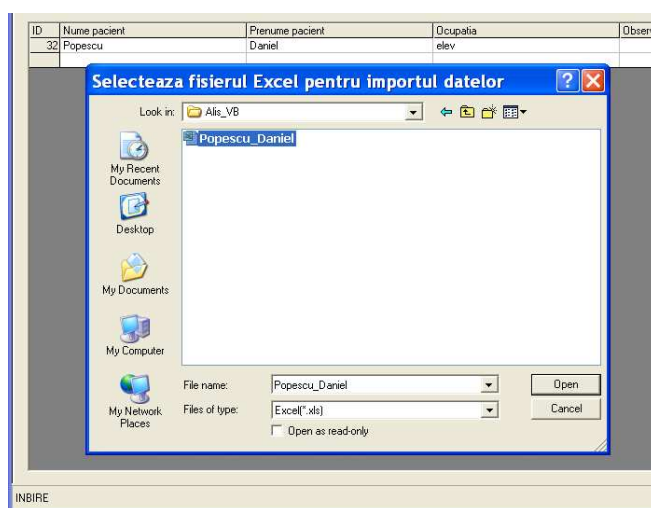 ID Nume pacient Prenume pacient Ocupatia Obser
32 Popescu Daniel elev
Selecteaza fisierul Excel pentru importul datelor
Look in: Alis_VB
Popescu_Daniel
My Recent
Documents
Desktop
My Documents
My Computer
My Network
Places
File name: Popescu_Daniel Open
Files of type: Excel(*.xls) Cancel
Open as read-only
INBIRE